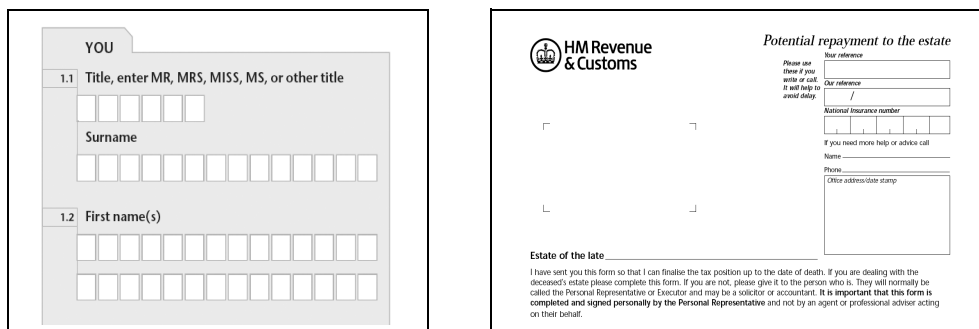 YOU
1.1 Title, enter MR, MRS, MISS, MS, or other title
Surname
1.2 First name(s)
HM Revenue
& Customs
Potential repayment to the estate
Please use
these if you
write or call.
It will help to
avoid delay.
Your reference
Our reference
/
National Insurance number
If you need more help or advice call
Name
Phone
Office address/date stamp
Estate of the late
I have sent you this form so that I can finalise the tax position up to the date of death. If you are dealing with the
deceased's estate please complete this form. If you are not, please give it to the person who is. They will normally be
called the Personal Representative or Executor and may be a solicitor or accountant. It is important that this form is
completed and signed personally by the Personal Representative and not by an agent or professional adviser acting
on their behalf.